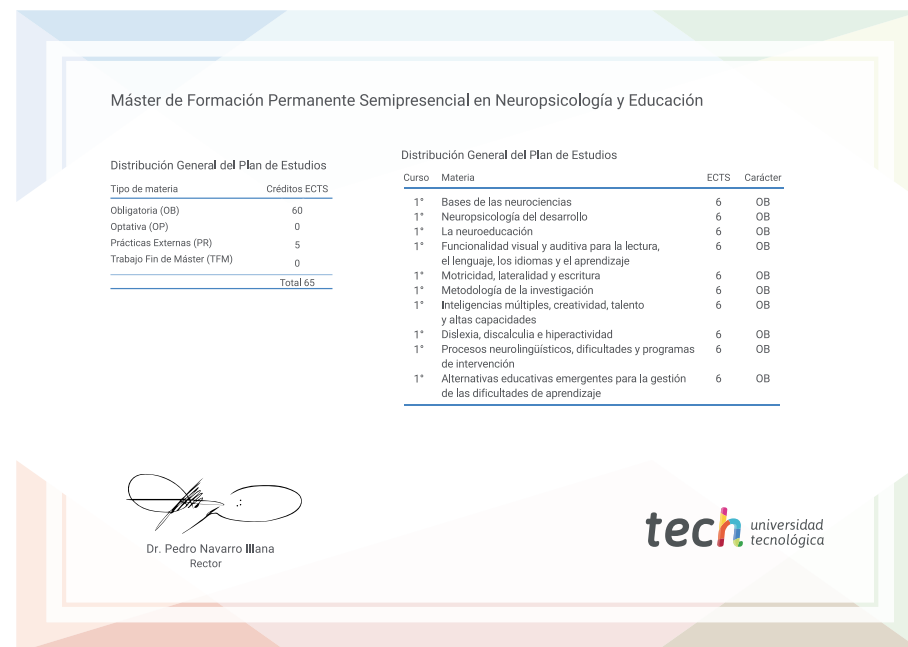 Máster de Formación Permanente Semipresencial en Neuropsicología y Educación
Distribución General del Plan de Estudios
Tipo de materia Créditos ECTS
Obligatoria (OB) 60
Optativa (OP) 0
Prácticas Externas (PR) 5
Trabajo Fin de Máster (TFM) 0
Total 65
Distribución General del Plan de Estudios
Curso Materia ECTS Carácter
1° Bases de las neurociencias 6 OB
1° Neuropsicología del desarrollo 6 OB
1° La neuroeducación 6 OB
1° Funcionalidad visual y auditiva para la lectura, 6 OB
el lenguaje, los idiomas y el aprendizaje
1° Motricidad, lateralidad y escritura 6 OB
1° Metodología de la investigación 6 OB
1° Inteligencias múltiples, creatividad, talento 6 OB
y altas capacidades
1° Dislexia, discalculia e hiperactividad 6 OB
1° Procesos neurolingüísticos, dificultades y programas 6 OB
de intervención
1° Alternativas educativas emergentes para la gestión 6 OB
de las dificultades de aprendizaje
Dr. Pedro Navarro Illana
Rector
tech universidad
tecnológica